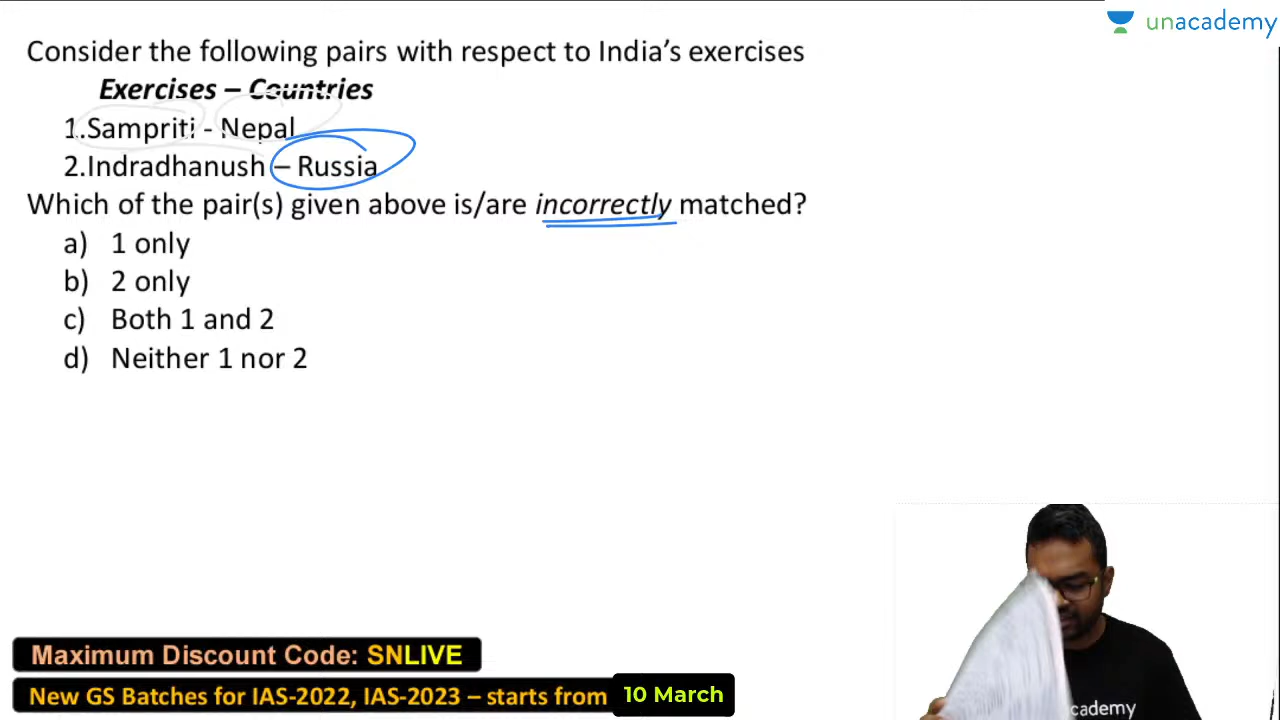 unacademy
Consider the following pairs with respect to India's exercises
Exercises – Countries
1.Sampriti - Nepal
2.Indradhanush – Russia
Which of the pair(s) given above is/are incorrectly matched?
a) 1 only
b) 2 only
c) Both 1 and 2
d) Neither 1 nor 2
Maximum Discount Code: SNLIVE
New GS Batches for IAS-2022, IAS-2023 – starts from 10 March
cademy